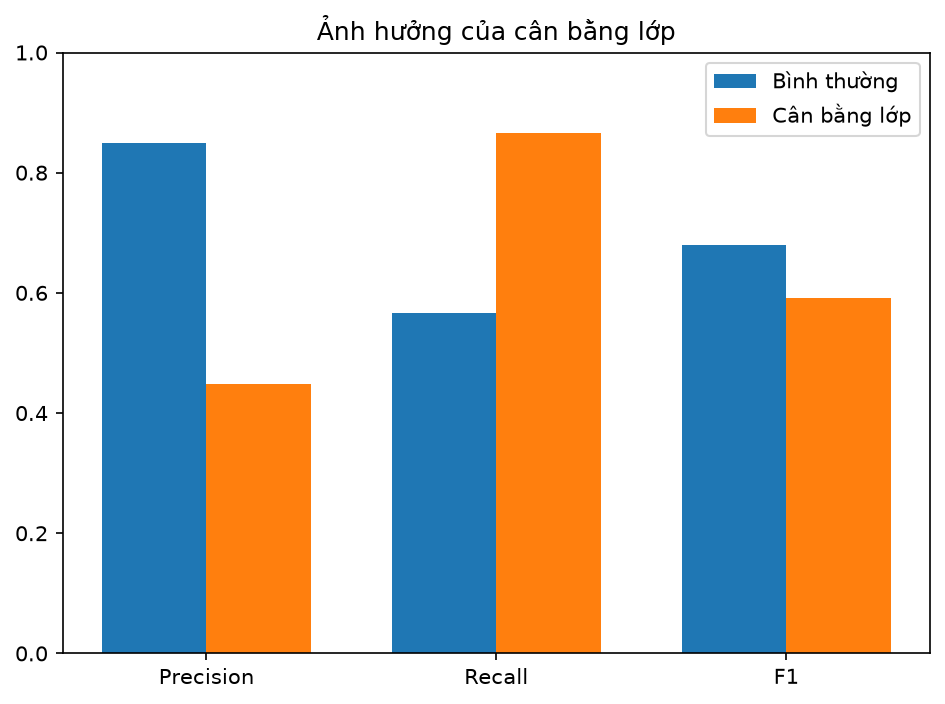 Ảnh hưởng của cân bằng lớp
Bình thường
Cân bằng lớp
1.0
0.8
0.6
0.4
0.2
0.0
Precision
Recall
F1